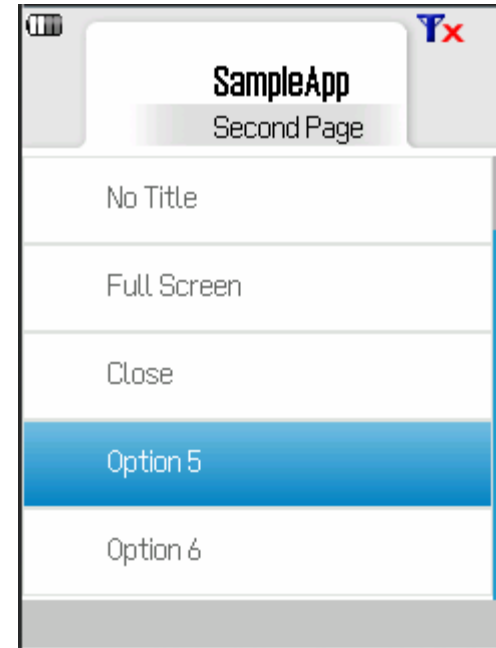 SampleApp
Second Page
No Title
Full Screen
Close
Option 5
Option 6